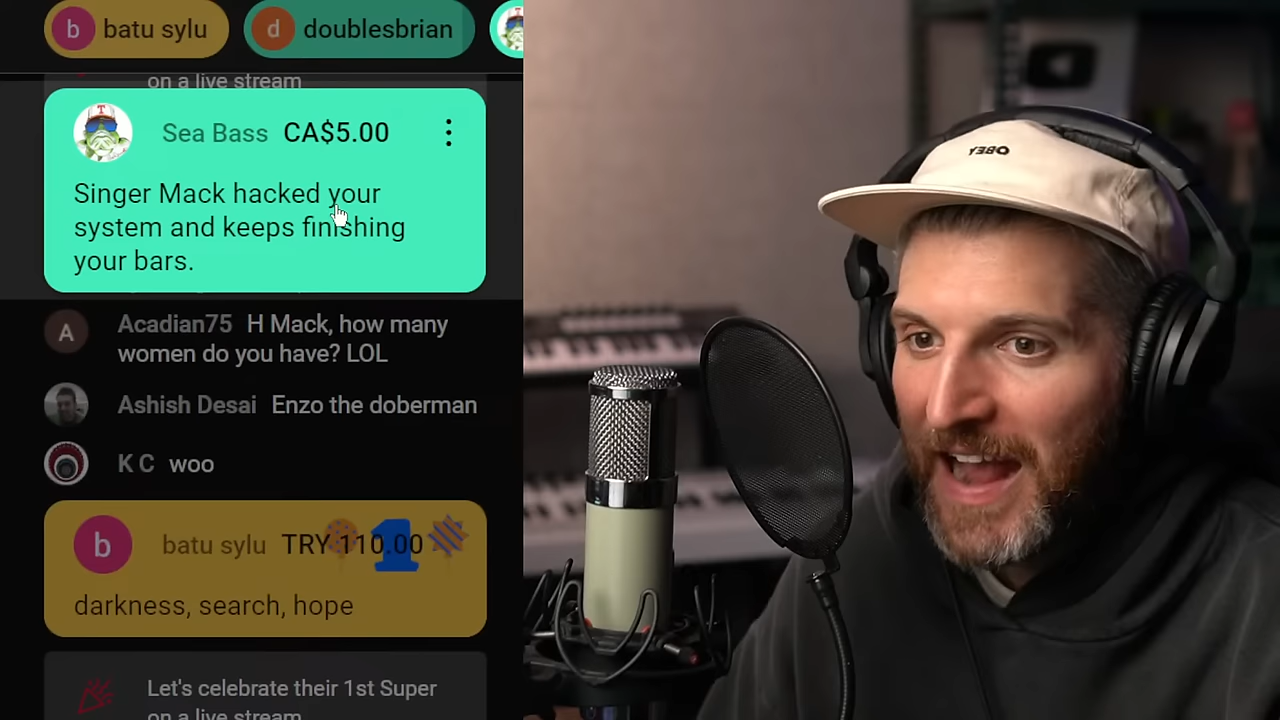 b batu sylu
d doublesbrian
on a live stream
Sea Bass CA$5.00
Singer Mack hacked your
system and keeps finishing
your bars.
A Acadian75 H Mack, how many
women do you have? LOL
Ashish Desai Enzo the doberman
K C woo
b batu sylu TRY 110.00 1
darkness, search, hope
Let's celebrate their 1st Super
on a live stream
OBEY
T